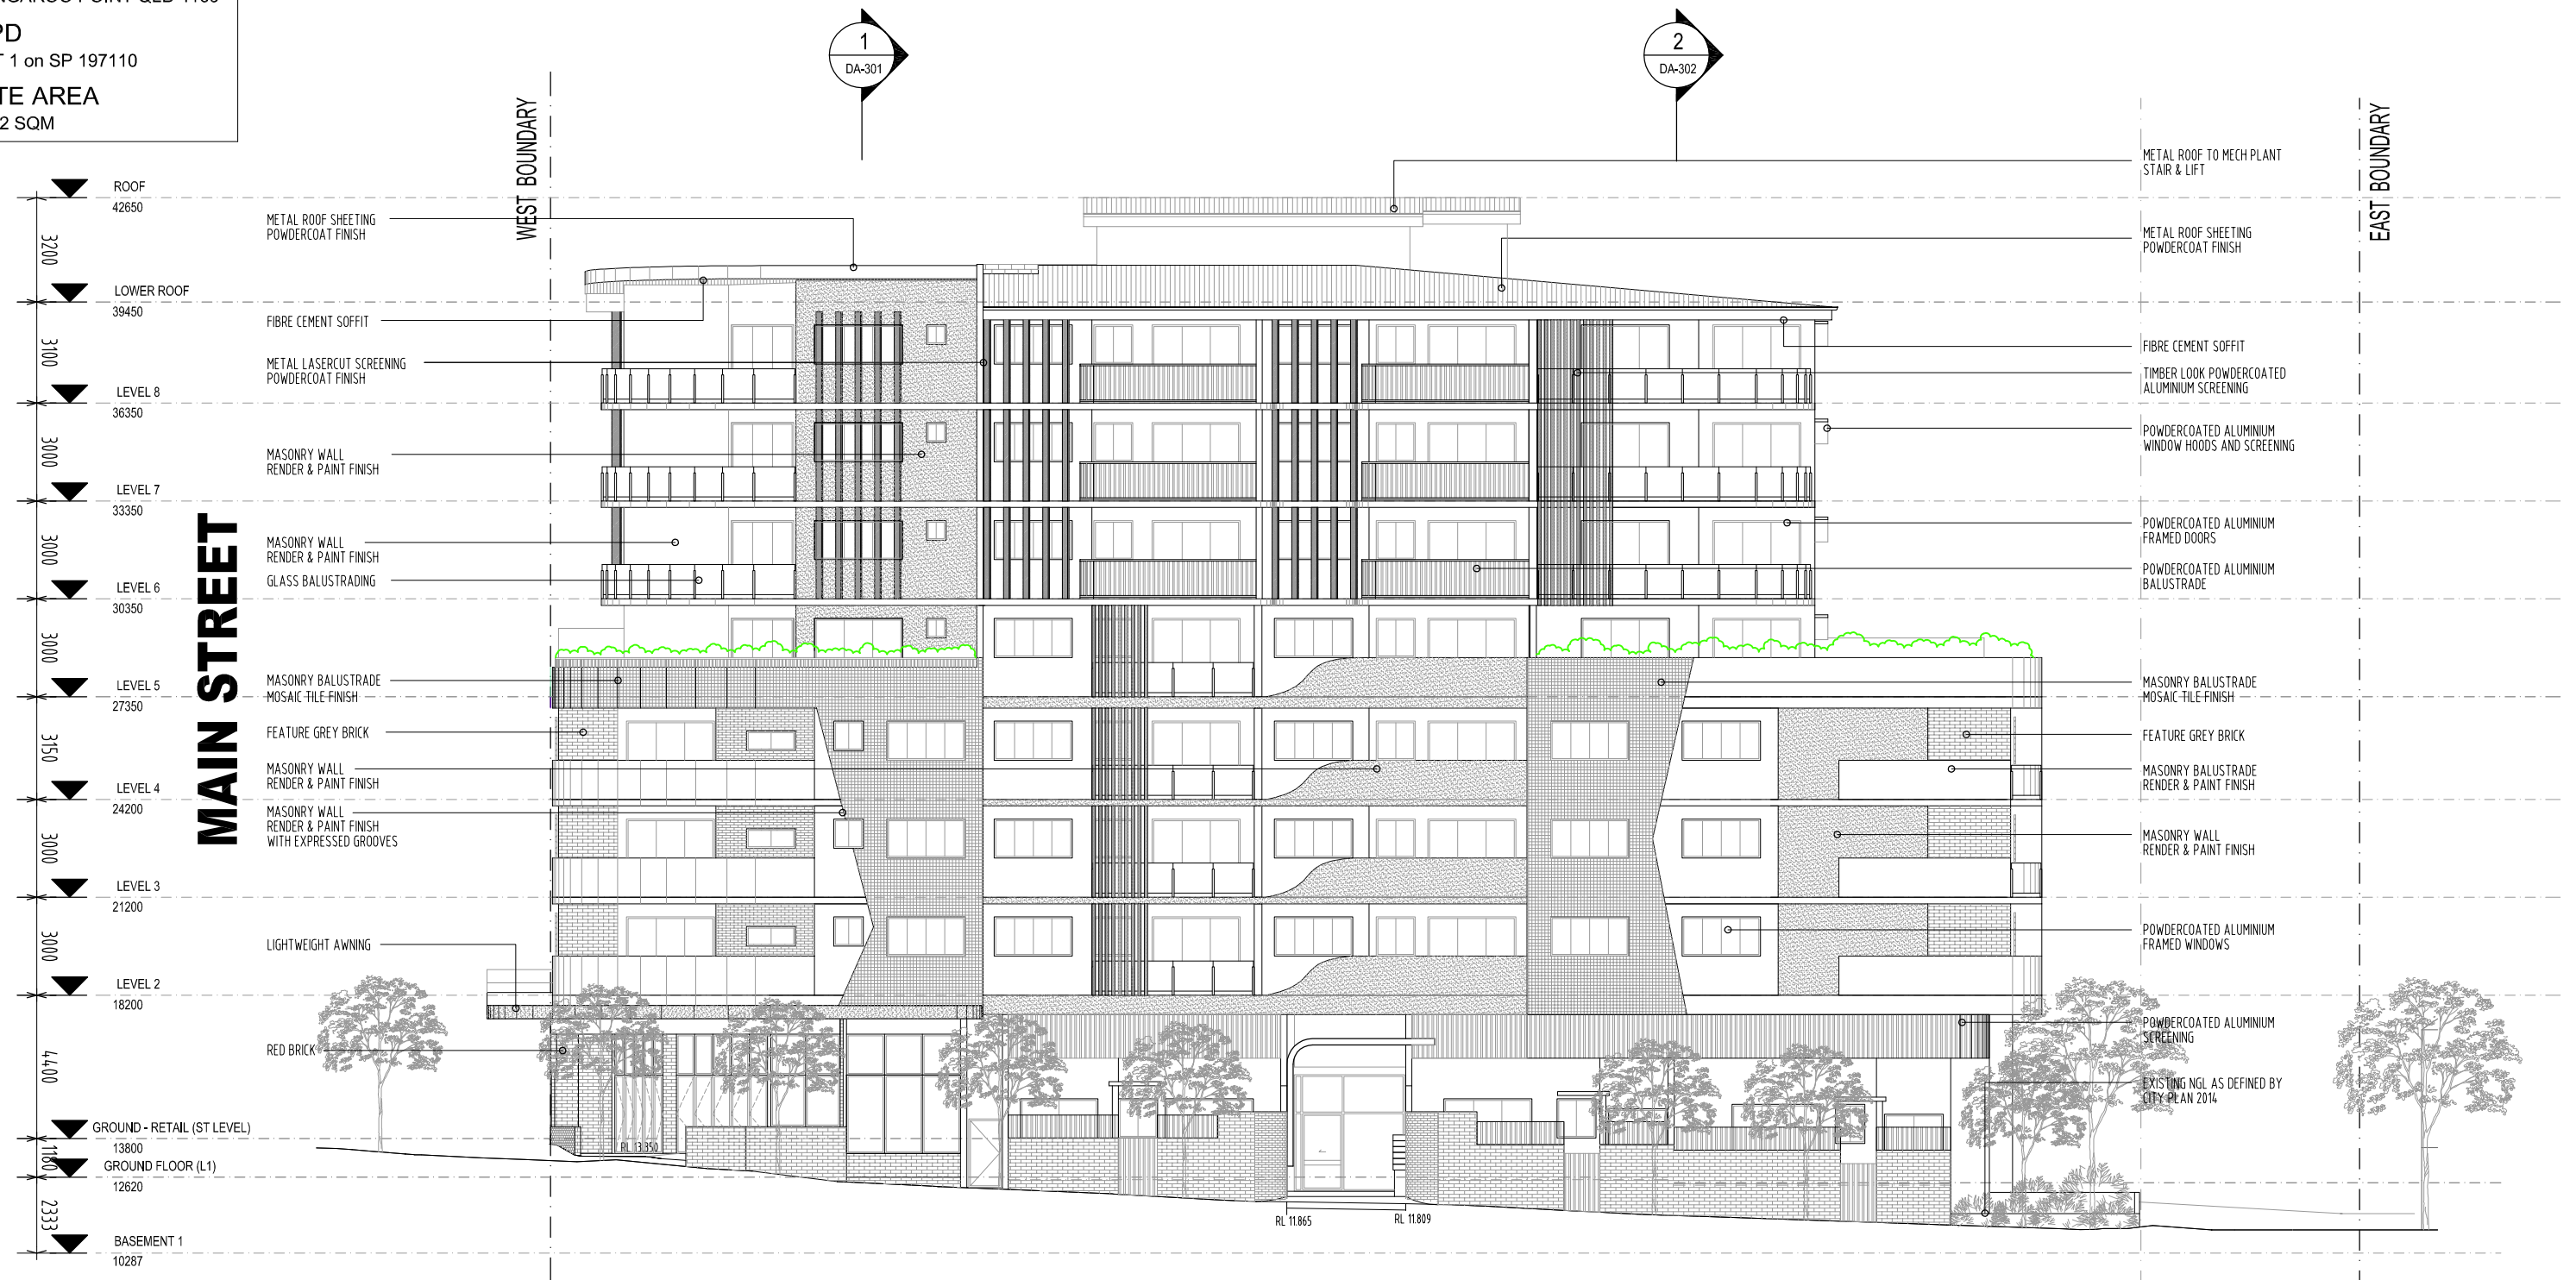 PD
1 on SP 197110
TE AREA
2 SQM
1
DA-301
2
DA-302
WEST BOUNDARY
EAST BOUNDARY
MAIN STREET
ROOF
42650
3200
LOWER ROOF
39450
3100
LEVEL 8
36350
3000
LEVEL 7
33350
3000
LEVEL 6
30350
3000
LEVEL 5
27350
3150
LEVEL 4
24200
3000
LEVEL 3
21200
3000
LEVEL 2
18200
4400
GROUND - RETAIL (ST LEVEL)
13800
1180
GROUND FLOOR (L1)
12620
2333
BASEMENT 1
10287
METAL ROOF SHEETING
POWDERCOAT FINISH
FIBRE CEMENT SOFFIT
METAL LASERCUT SCREENING
POWDERCOAT FINISH
MASONRY WALL
RENDER & PAINT FINISH
MASONRY WALL
RENDER & PAINT FINISH
GLASS BALUSTRADING
MASONRY BALUSTRADE
MOSAIC TILE FINISH
FEATURE GREY BRICK
MASONRY WALL
RENDER & PAINT FINISH
MASONRY WALL
RENDER & PAINT FINISH
WITH EXPRESSED GROOVES
LIGHTWEIGHT AWNING
RED BRICK
RL 13.350
RL 11.865
RL 11.809
METAL ROOF TO MECH PLANT
STAIR & LIFT
METAL ROOF SHEETING
POWDERCOAT FINISH
FIBRE CEMENT SOFFIT
TIMBER LOOK POWDERCOATED
ALUMINIUM SCREENING
POWDERCOATED ALUMINIUM
WINDOW HOODS AND SCREENING
POWDERCOATED ALUMINIUM
FRAMED DOORS
POWDERCOATED ALUMINIUM
BALUSTRADE
MASONRY BALUSTRADE
MOSAIC TILE FINISH
FEATURE GREY BRICK
MASONRY BALUSTRADE
RENDER & PAINT FINISH
MASONRY WALL
RENDER & PAINT FINISH
POWDERCOATED ALUMINIUM
FRAMED WINDOWS
POWDERCOATED ALUMINIUM
SCREENING
EXISTING NGL AS DEFINED BY
CITY PLAN 2014